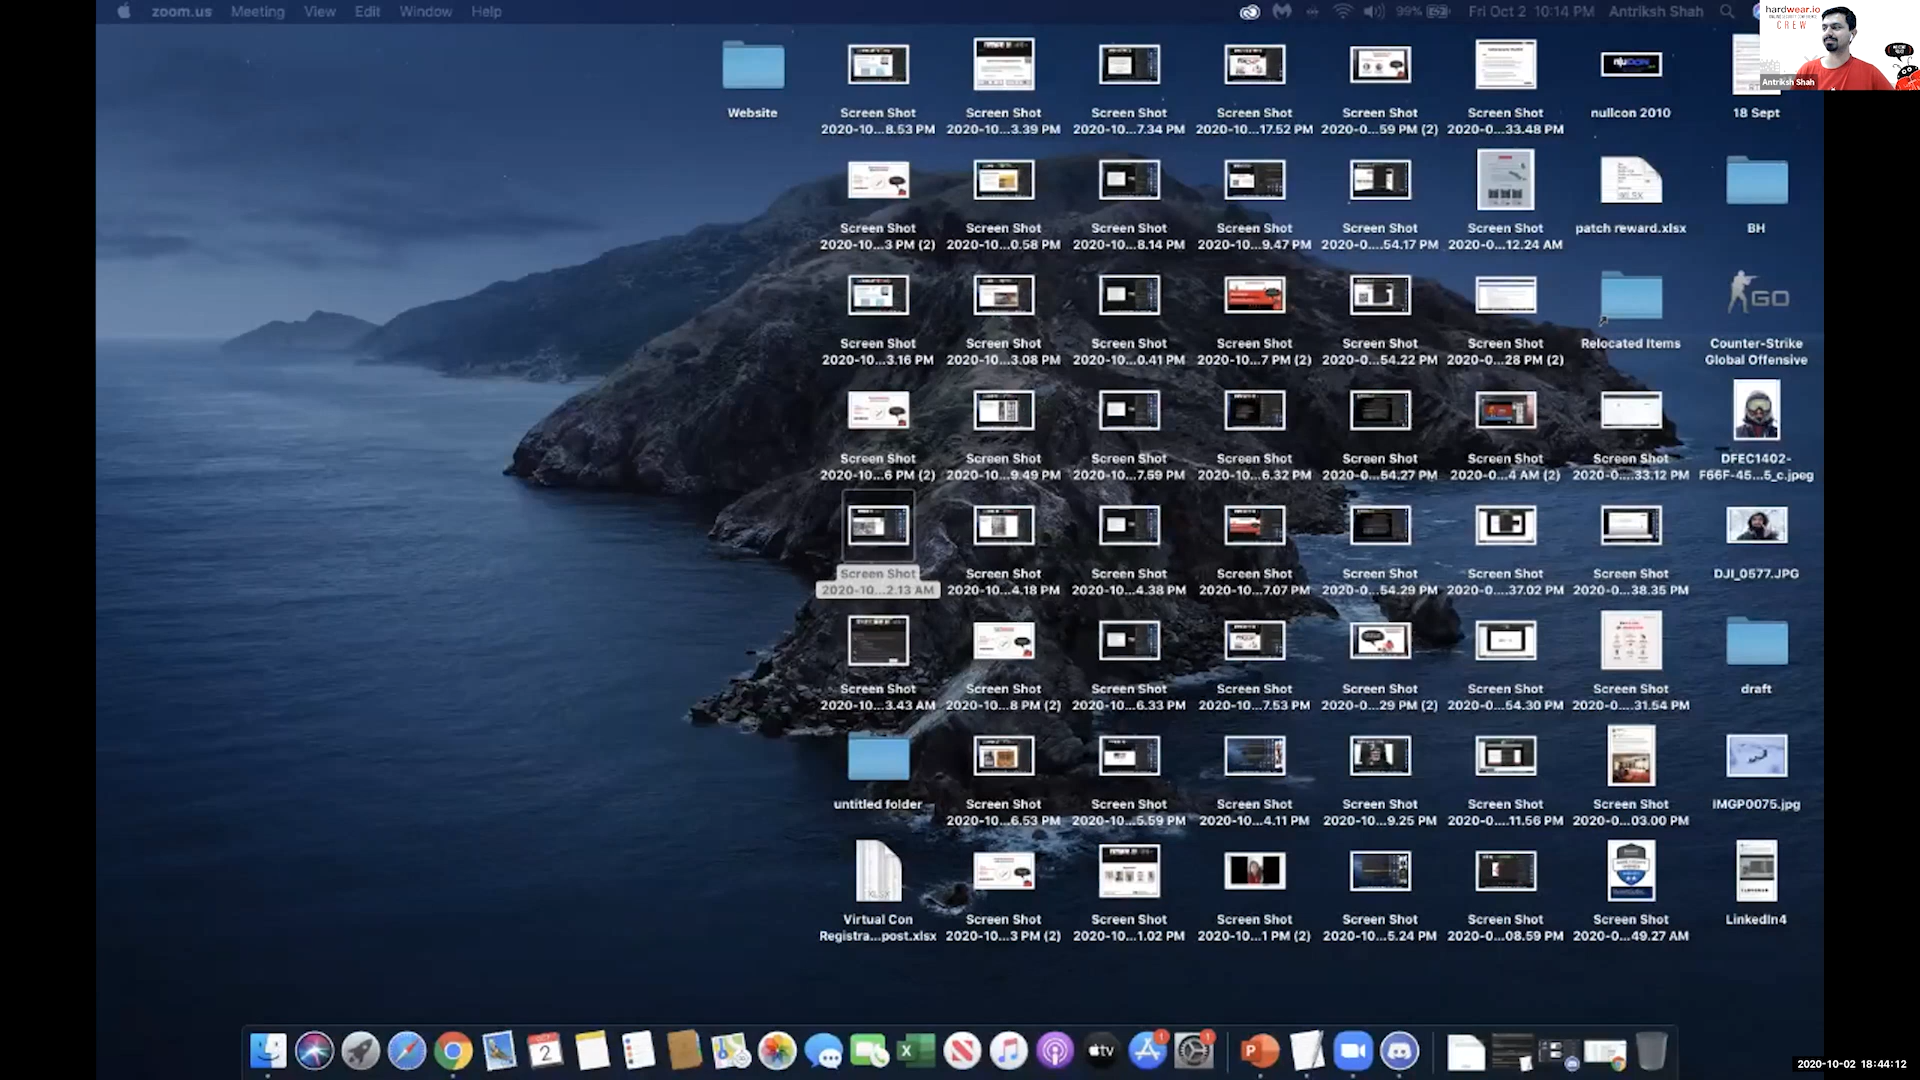 zoom.us Meeting View Edit Window Help
99% Fri Oct 2 10:14 PM Antriksh Shah
hardwear.io
CREW
Antriksh Shah
Website
Screen Shot
2020-10...8.53 PM
Screen Shot
2020-10...3.39 PM
Screen Shot
2020-10...7.34 PM
Screen Shot
2020-10...17.52 PM
Screen Shot
2020-0...59 PM (2)
Screen Shot
2020-0....33.48 PM
nullcon 2010
18 Sept
Screen Shot
2020-10...3 PM (2)
Screen Shot
2020-10...0.58 PM
Screen Shot
2020-10...8.14 PM
Screen Shot
2020-10...9.47 PM
Screen Shot
2020-0....54.17 PM
Screen Shot
2020-0...12.24 AM
patch reward.xlsx
BH
Screen Shot
2020-10...3.16 PM
Screen Shot
2020-10...3.08 PM
Screen Shot
2020-10...0.41 PM
Screen Shot
2020-10...7 PM (2)
Screen Shot
2020-0....54.22 PM
Screen Shot
2020-0...28 PM (2)
Relocated Items
GO
Counter-Strike
Global Offensive
Screen Shot
2020-10...6 PM (2)
Screen Shot
2020-10...9.49 PM
Screen Shot
2020-10...7.59 PM
Screen Shot
2020-10...6.32 PM
Screen Shot
2020-0....54.27 PM
Screen Shot
2020-0...4 AM (2)
Screen Shot
2020-0....33.12 PM
DFEC1402-
F66F-45...5_c.jpeg
Screen Shot
2020-10...2.13 AM
Screen Shot
2020-10...4.18 PM
Screen Shot
2020-10...4.38 PM
Screen Shot
2020-10...7.07 PM
Screen Shot
2020-0....54.29 PM
Screen Shot
2020-0....37.02 PM
Screen Shot
2020-0...38.35 PM
DJI_0577.JPG
Screen Shot
2020-10...3.43 AM
Screen Shot
2020-10...8 PM (2)
Screen Shot
2020-10...6.33 PM
Screen Shot
2020-10...7.53 PM
Screen Shot
2020-0...29 PM (2)
Screen Shot
2020-0....54.30 PM
Screen Shot
2020-0....31.54 PM
draft
untitled folder
Screen Shot
2020-10...6.53 PM
Screen Shot
2020-10...5.59 PM
Screen Shot
2020-10...4.11 PM
Screen Shot
2020-10...9.25 PM
Screen Shot
2020-0....11.56 PM
Screen Shot
2020-0...03.00 PM
IMGP0075.jpg
Virtual Con
Registra...post.xlsx
Screen Shot
2020-10...3 PM (2)
Screen Shot
2020-10...1.02 PM
Screen Shot
2020-10...1 PM (2)
Screen Shot
2020-10...5.24 PM
Screen Shot
2020-0...08.59 PM
Screen Shot
2020-0...49.27 AM
LinkedIn4
2
tv
2020-10-02 18:44:12